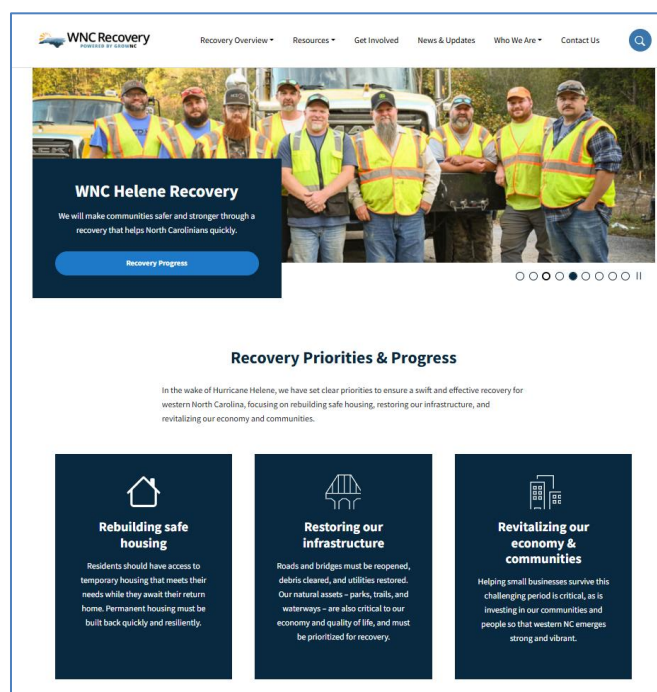 WNC Recovery
POWERED BY GROWNC
Recovery Overview
Resources
Get Involved
News & Updates
Who We Are
Contact Us
WNC Helene Recovery
We will make communities safer and stronger through a
recovery that helps North Carolinians quickly.
Recovery Progress
Recovery Priorities & Progress
In the wake of Hurricane Helene, we have set clear priorities to ensure a swift and effective recovery for
western North Carolina, focusing on rebuilding safe housing, restoring our infrastructure, and
revitalizing our economy and communities.
Rebuilding safe
housing
Residents should have access to
temporary housing that meets their
needs while they await their return
home. Permanent housing must be
built back quickly and resiliently.
Restoring our
infrastructure
Roads and bridges must be reopened,
debris cleared, and utilities restored.
Our natural assets – parks, trails, and
waterways – are also critical to our
economy and quality of life, and must
be prioritized for recovery.
Revitalizing our
economy &
communities
Helping small businesses survive this
challenging period is critical, as is
investing in our communities and
people so that western NC emerges
strong and vibrant.